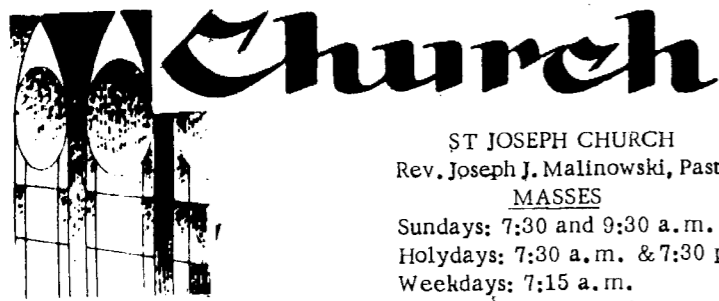 Church
ST JOSEPH CHURCH
Rev. Joseph J. Malinowski, Past
MASSES
Sundays: 7:30 and 9:30 a.m.
Holydays: 7:30 a.m. & 7:30 p
Weekdays: 7:15 a.m.